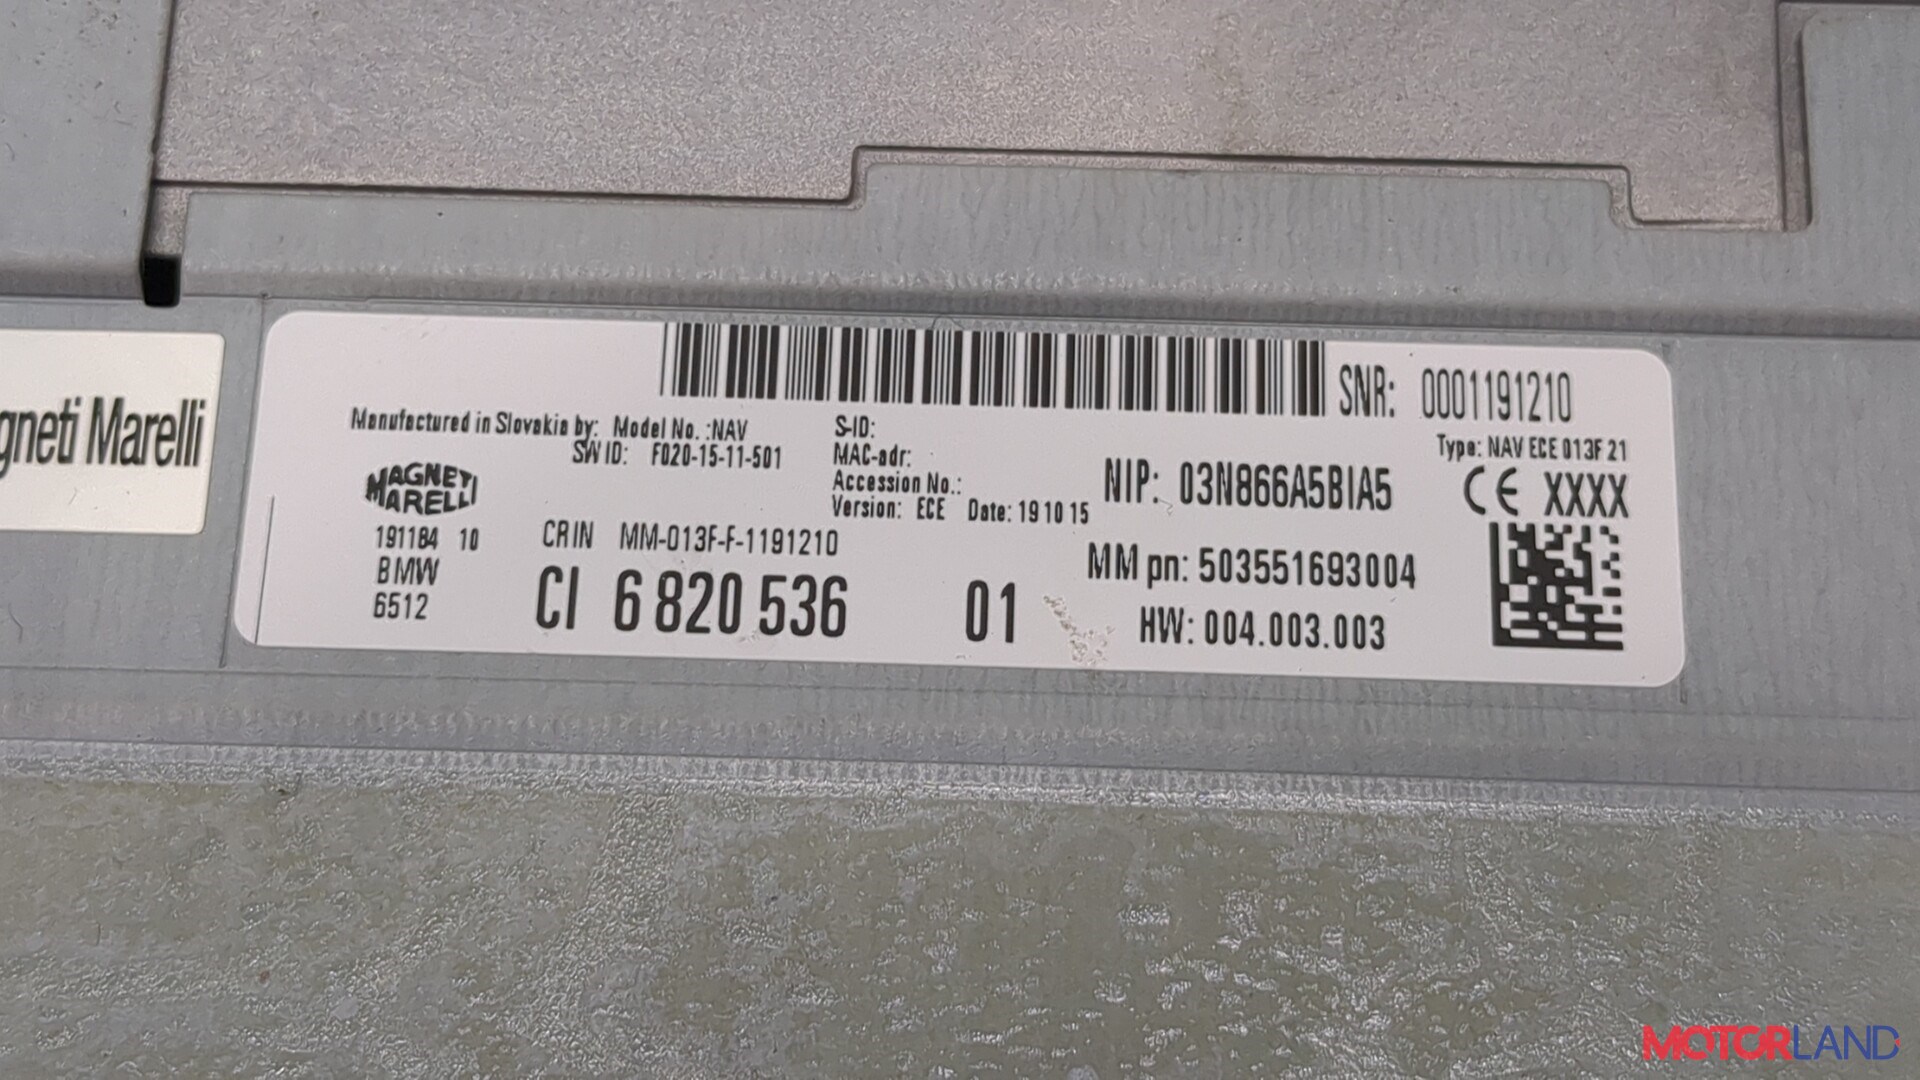 gneti Marelli
SNR: 0001191210
Manufactured in Slovakia by: Model No. :NAV
SW ID: F020-15-11-501
S-ID:
MAC-adr:
Accession No.:
Version: ECE Date: 19 10 15
NIP: 03N866A5BIA5
Type: NAV ECE 013F 21
CE XXXX
MAGNETI
MARELLI
191184 10
BMW
6512
CRIN MM-013F-F-1191210
CI 6 820 536 01
MM pn: 503551693004
HW: 004.003.003
MOTORLAND